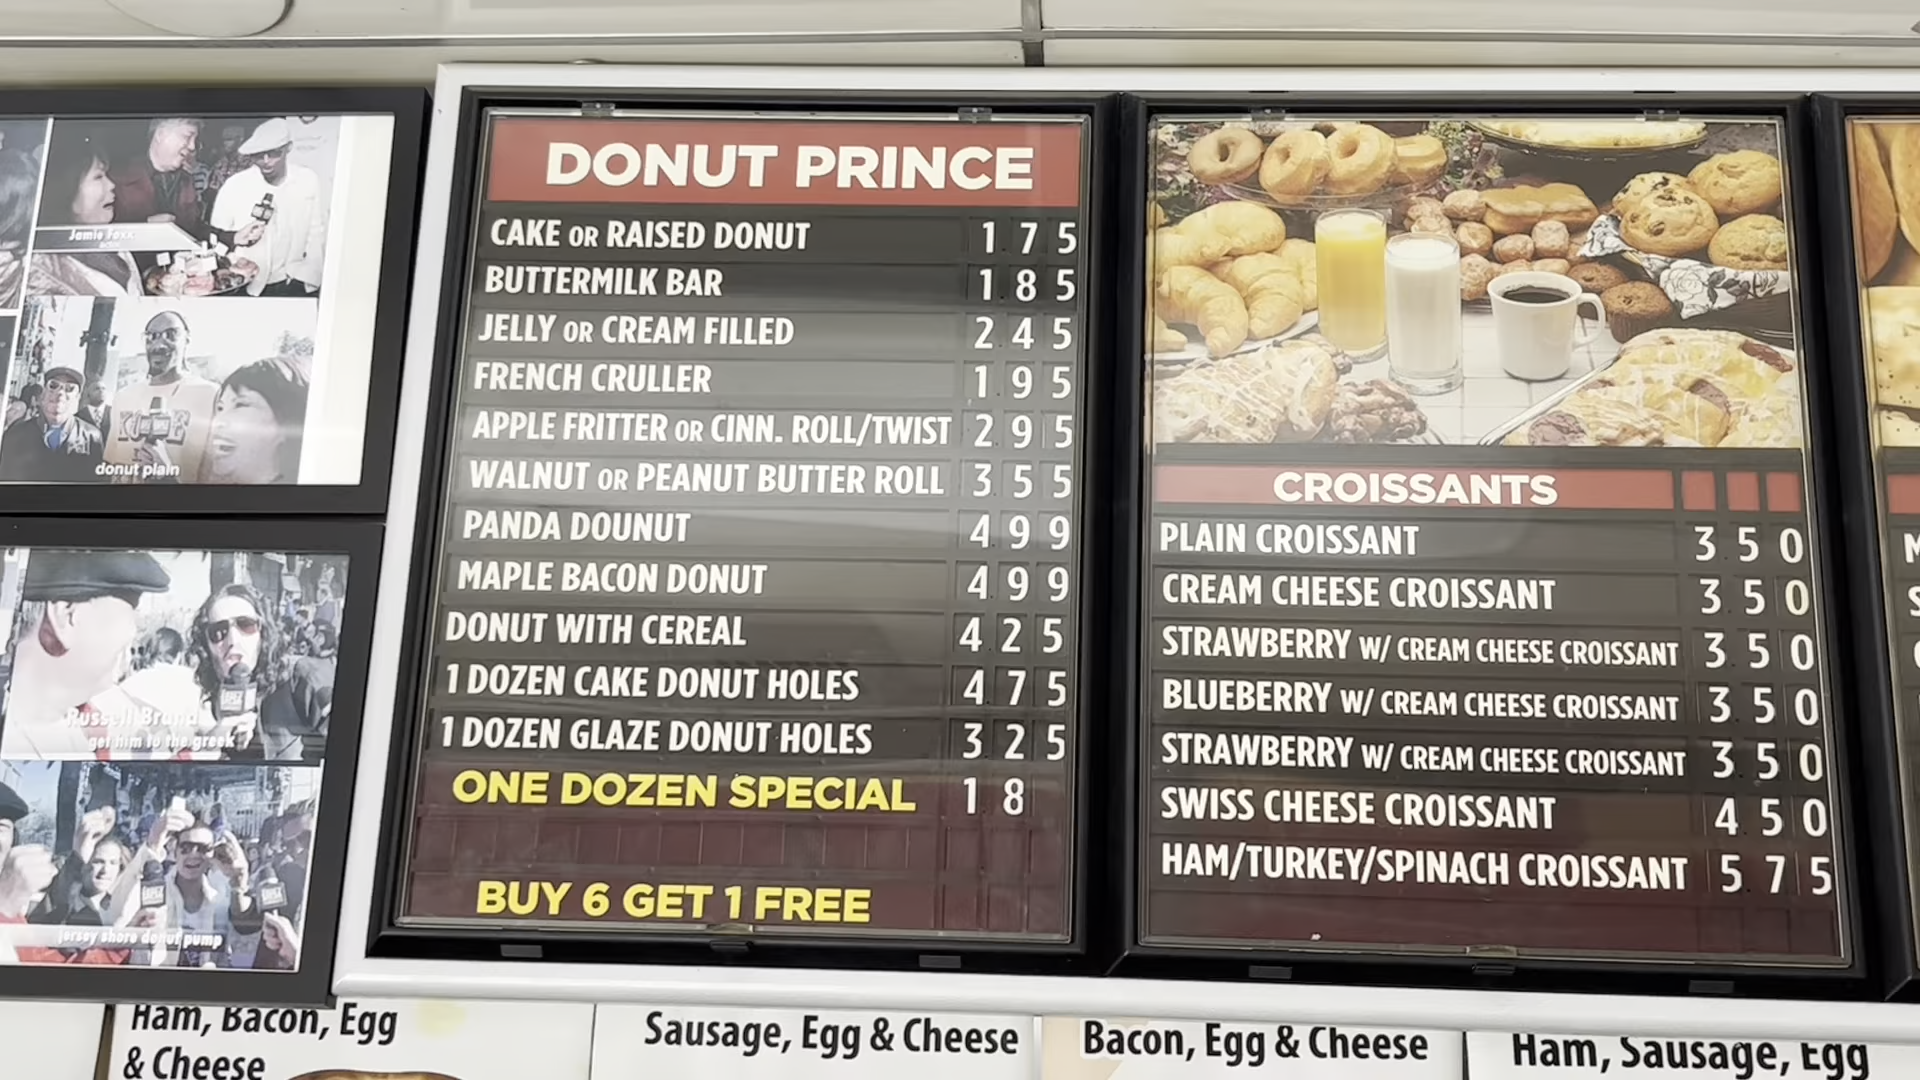 Jamie Foxx
actor
donut plain
Russell Brand
get him to the greek
jersey shore donut pump
DONUT PRINCE
CAKE OR RAISED DONUT 1 7 5
BUTTERMILK BAR 1 8 5
JELLY OR CREAM FILLED 2 4 5
FRENCH CRULLER 1 9 5
APPLE FRITTER OR CINN. ROLL/TWIST 2 9 5
WALNUT OR PEANUT BUTTER ROLL 3 5 5
PANDA DOUNUT 4 9 9
MAPLE BACON DONUT 4 9 9
DONUT WITH CEREAL 4 2 5
1 DOZEN CAKE DONUT HOLES 4 7 5
1 DOZEN GLAZE DONUT HOLES 3 2 5
ONE DOZEN SPECIAL 1 8
BUY 6 GET 1 FREE
CROISSANTS
PLAIN CROISSANT 3 5 0
CREAM CHEESE CROISSANT 3 5 0
STRAWBERRY W/ CREAM CHEESE CROISSANT 3 5 0
BLUEBERRY W/ CREAM CHEESE CROISSANT 3 5 0
STRAWBERRY W/ CREAM CHEESE CROISSANT 3 5 0
SWISS CHEESE CROISSANT 4 5 0
HAM/TURKEY/SPINACH CROISSANT 5 7 5
Ham, Bacon, Egg
& Cheese
Sausage, Egg & Cheese
Bacon, Egg & Cheese
Ham, Sausage, Egg